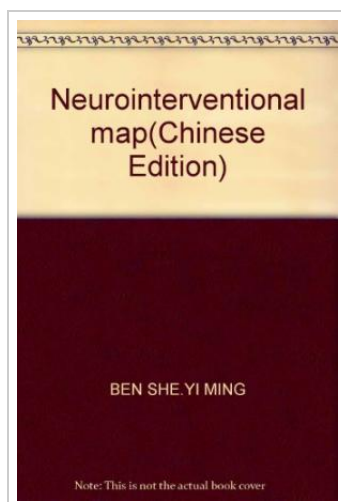 Neurointerventional
map(Chinese
Edition)
BEN SHE.YI MING
Note: This is not the actual book cover